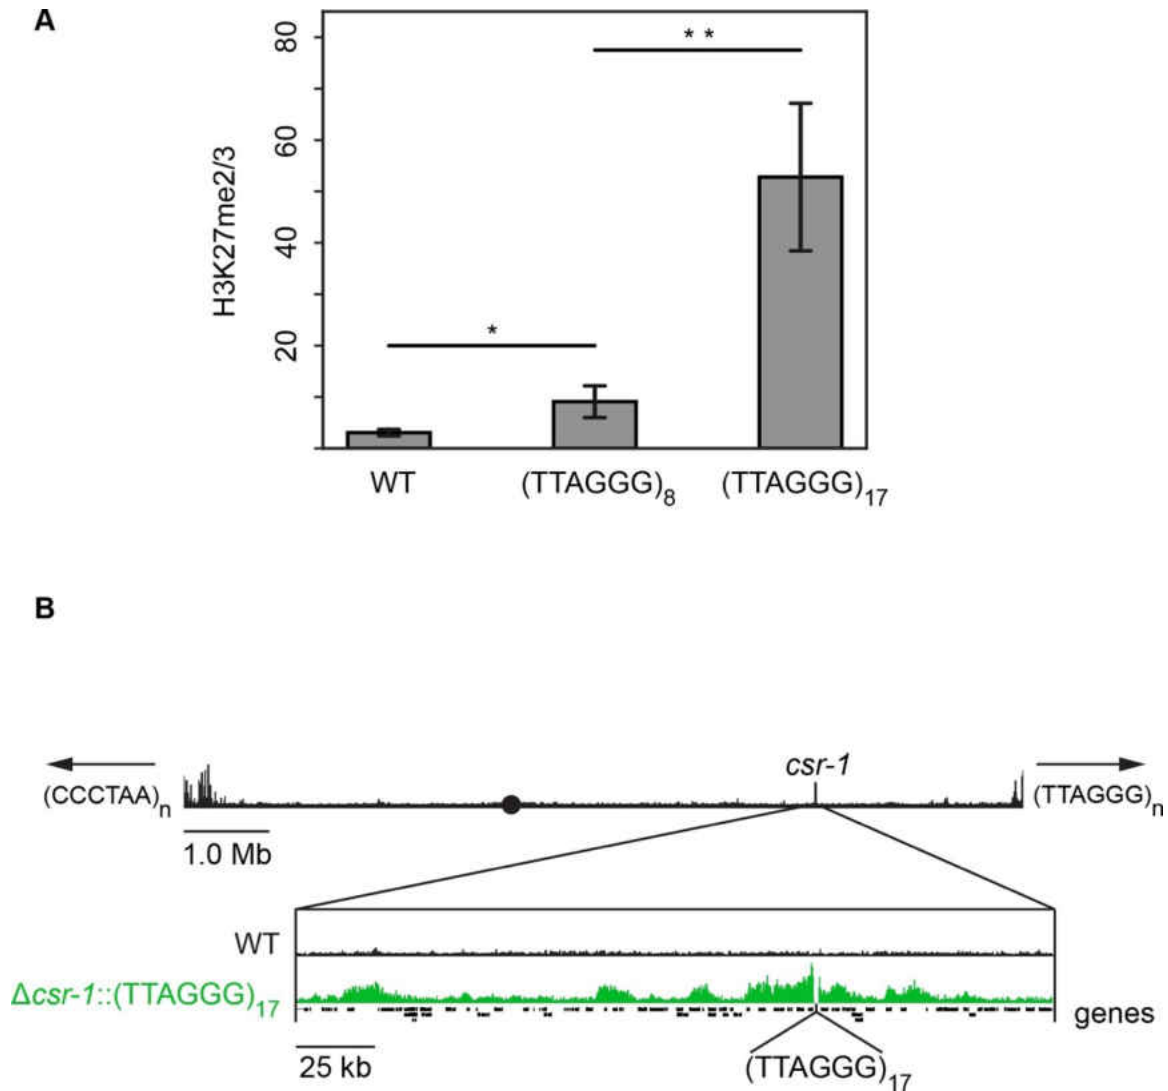 A
* *
80
60
40
20
H3K27me2/3
*
WT
(TTAGGG)8
(TTAGGG)17
B
csr-1
(CCCTAA)n
(TTAGGG)n
1.0 Mb
WT
Δcsr-1::(TTAGGG)17
genes
25 kb
(TTAGGG)17